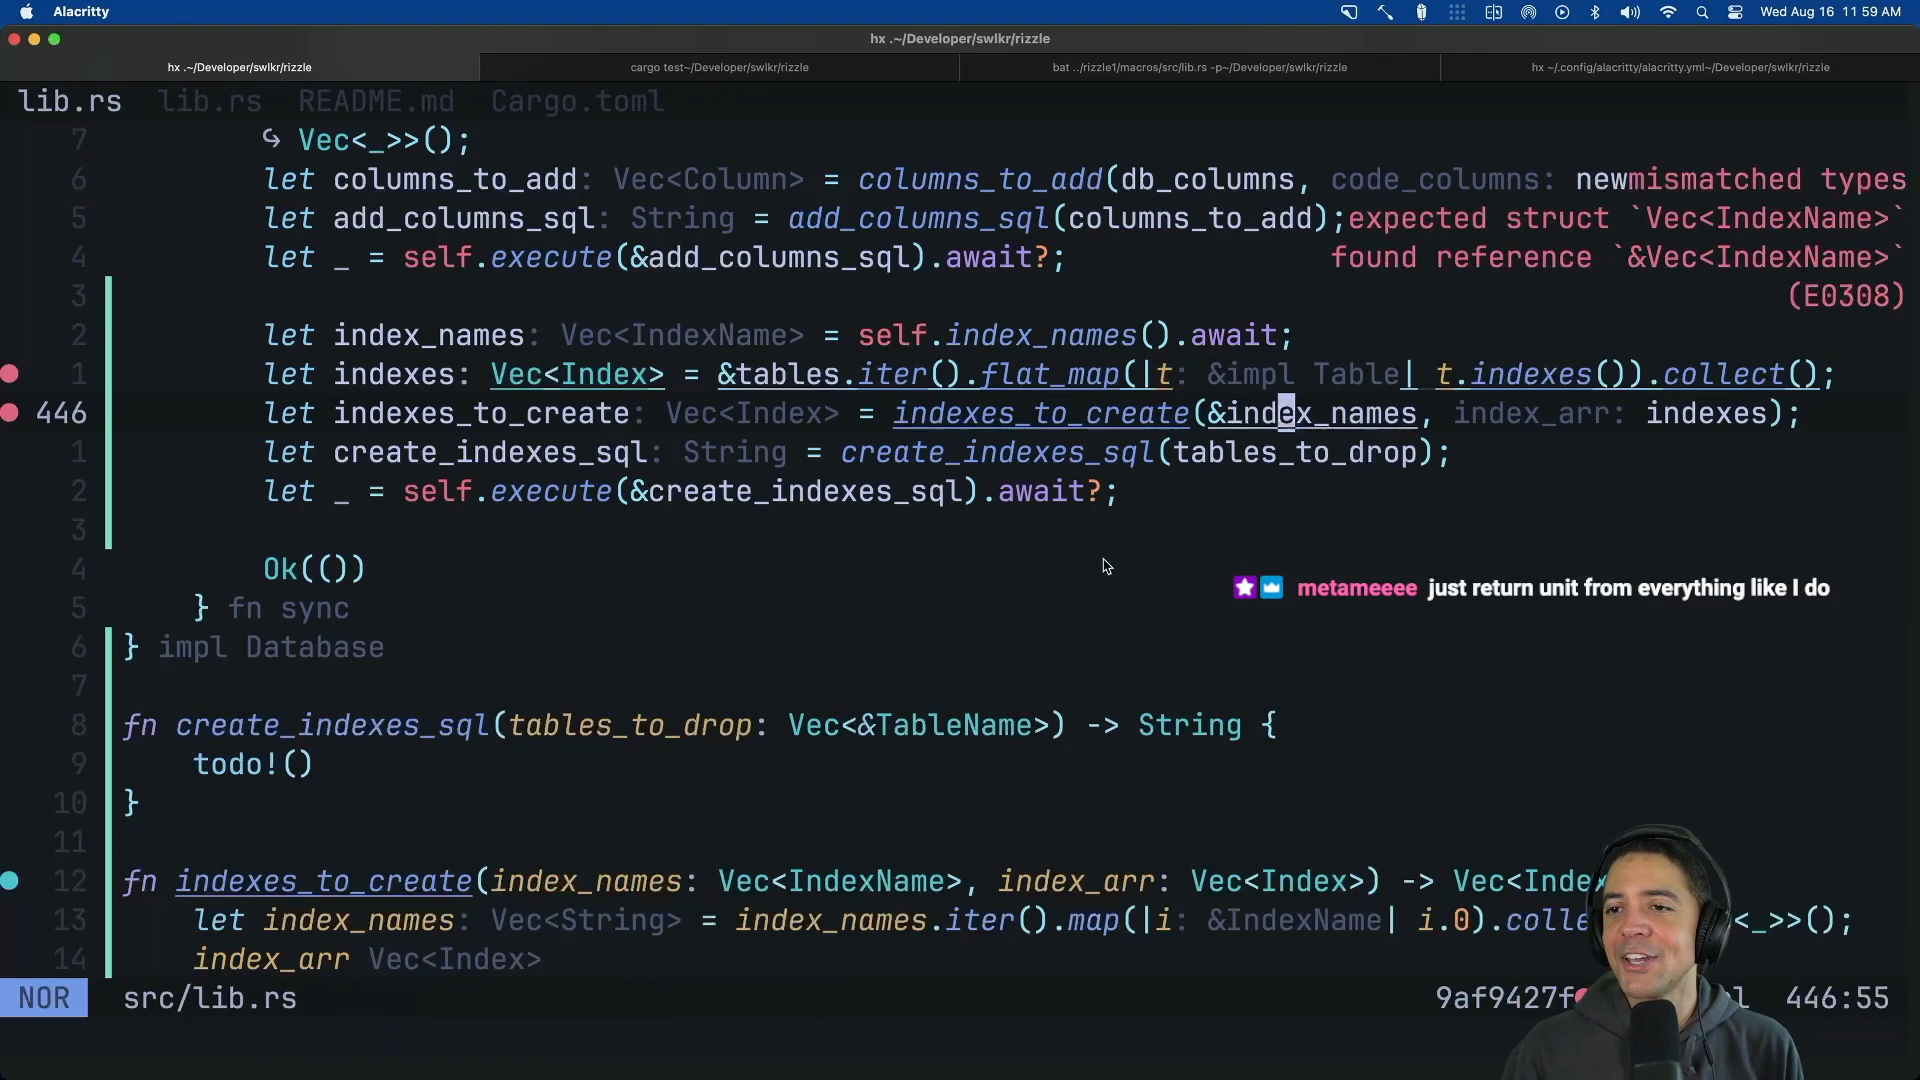 Alacritty
Wed Aug 16 11:59 AM
hx .~/Developer/swlkr/rizzle
hx .~/Developer/swlkr/rizzle
cargo test~/Developer/swlkr/rizzle
bat ../rizzle1/macros/src/lib.rs -p~/Developer/swlkr/rizzle
hx ~/.config/alacritty/alacritty.yml~/Developer/swlkr/rizzle
lib.rs lib.rs README.md Cargo.toml
7 ↪ Vec<_>>();
6 let columns_to_add: Vec<Column> = columns_to_add(db_columns, code_columns: newmismatched types
5 let add_columns_sql: String = add_columns_sql(columns_to_add);expected struct `Vec<IndexName>`
4 let _ = self.execute(&add_columns_sql).await?; found reference `&Vec<IndexName>`
3 (E0308)
2 let index_names: Vec<IndexName> = self.index_names().await;
1 let indexes: Vec<Index> = &tables.iter().flat_map(|t: &impl Table| t.indexes()).collect();
446 let indexes_to_create: Vec<Index> = indexes_to_create(&index_names, index_arr: indexes);
1 let create_indexes_sql: String = create_indexes_sql(tables_to_drop);
2 let _ = self.execute(&create_indexes_sql).await?;
3
4 Ok(())
metameeee just return unit from everything like I do
5 } fn sync
6 } impl Database
7
8 fn create_indexes_sql(tables_to_drop: Vec<&TableName>) -> String {
9 todo!()
10 }
11
12 fn indexes_to_create(index_names: Vec<IndexName>, index_arr: Vec<Index>) -> Vec<Index
13 let index_names: Vec<String> = index_names.iter().map(|i: &IndexName| i.0).colle <_>>();
14 index_arr Vec<Index>
NOR src/lib.rs 9af9427f 446:55